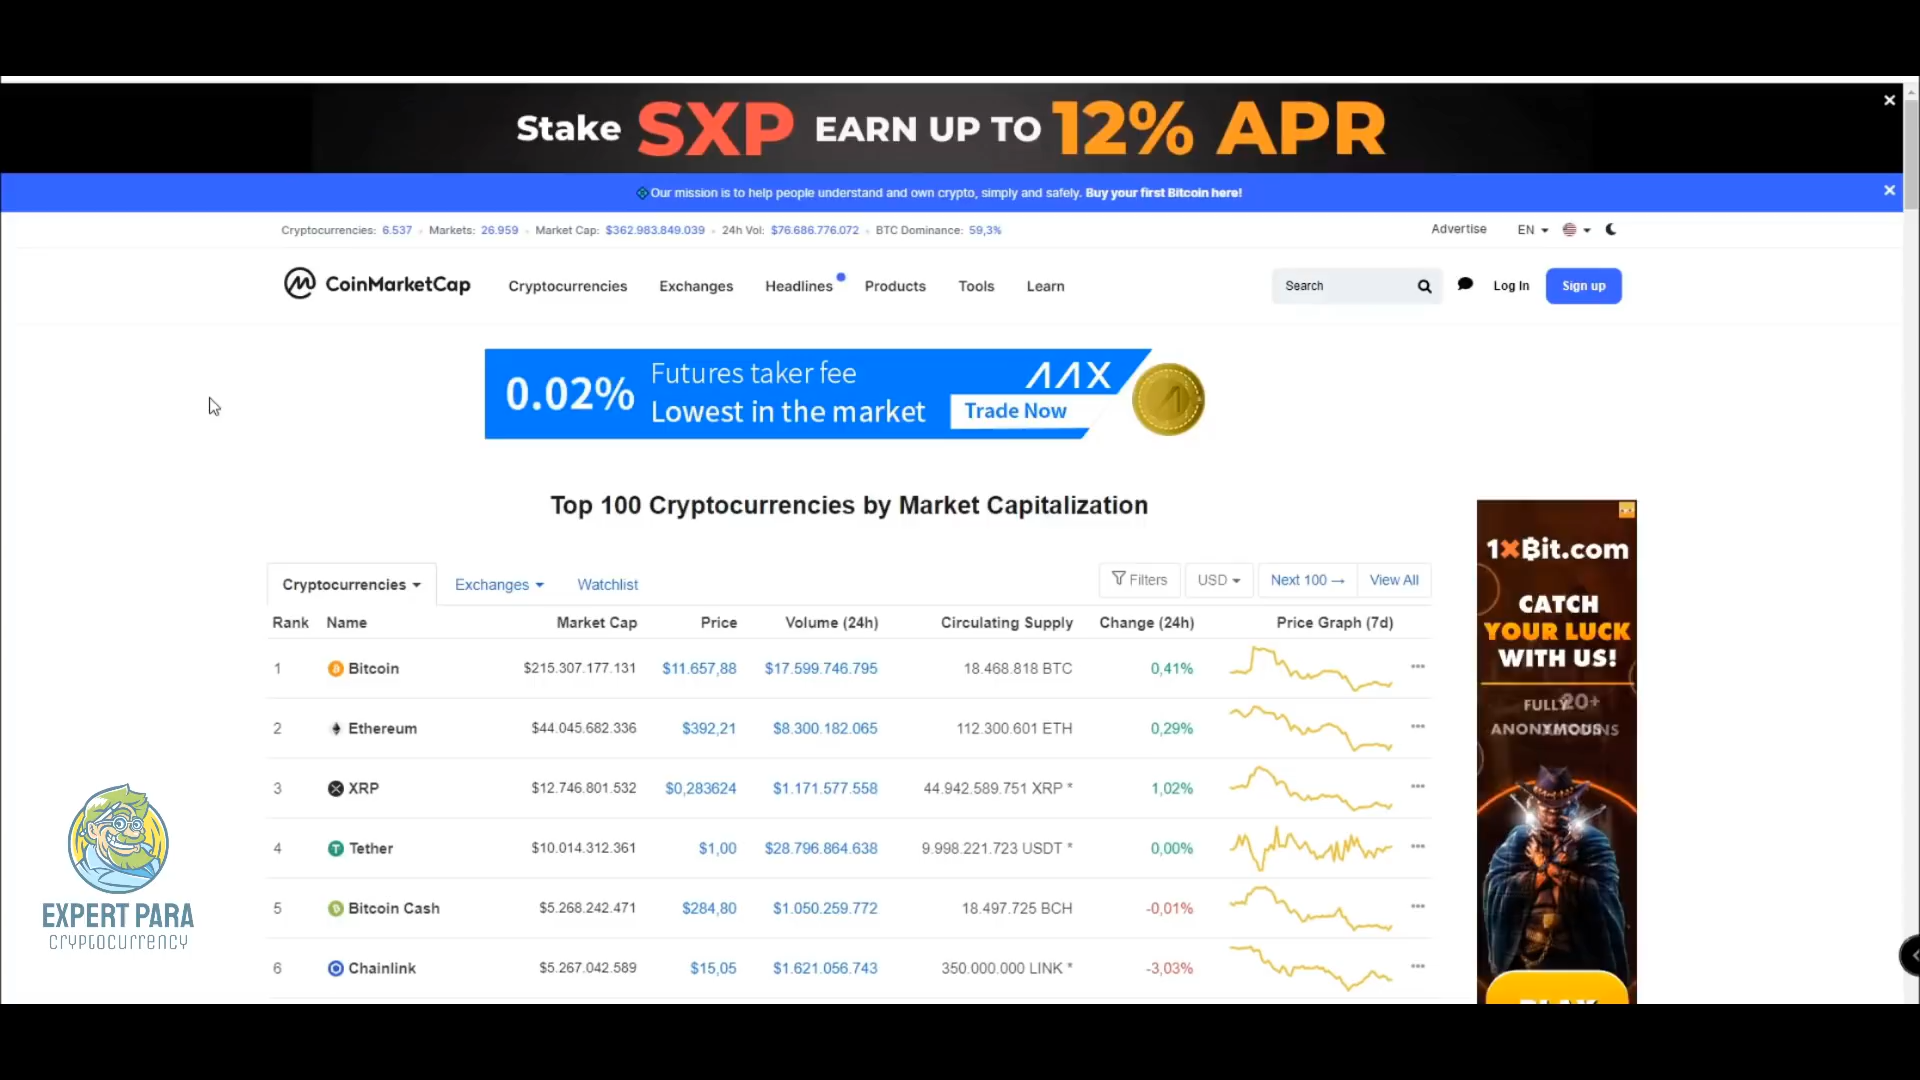 Stake SXP EARN UP TO 12% APR
Our mission is to help people understand and own crypto, simply and safely. Buy your first Bitcoin here!
Cryptocurrencies: 6.537 Markets: 26.959 Market Cap: $362.983.849.039 24h Vol: $76.686.776.072 BTC Dominance: 59,3%
Advertise EN
CoinMarketCap Cryptocurrencies Exchanges Headlines Products Tools Learn Search Log In Sign up
0.02% Futures taker fee
Lowest in the market
AAX
Trade Now
Top 100 Cryptocurrencies by Market Capitalization
Cryptocurrencies Exchanges Watchlist Filters USD Next 100 → View All
Rank Name Market Cap Price Volume (24h) Circulating Supply Change (24h) Price Graph (7d)
1 Bitcoin $215.307.177.131 $11.657,88 $17.599.746.795 18.468.818 BTC 0,41%
2 Ethereum $44.045.682.336 $392,21 $8.300.182.065 112.300.601 ETH 0,29%
3 XRP $12.746.801.532 $0,283624 $1.171.577.558 44.942.589.751 XRP * 1,02%
4 Tether $10.014.312.361 $1,00 $28.796.864.638 9.998.221.723 USDT * 0,00%
5 Bitcoin Cash $5.268.242.471 $284,80 $1.050.259.772 18.497.725 BCH -0,01%
6 Chainlink $5.267.042.589 $15,05 $1.621.056.743 350.000.000 LINK * -3,03%
1×Bit.com
CATCH
YOUR LUCK
WITH US!
FULLY 20+
ANONYMOUS
EXPERT PARA
CRYPTOCURRENCY